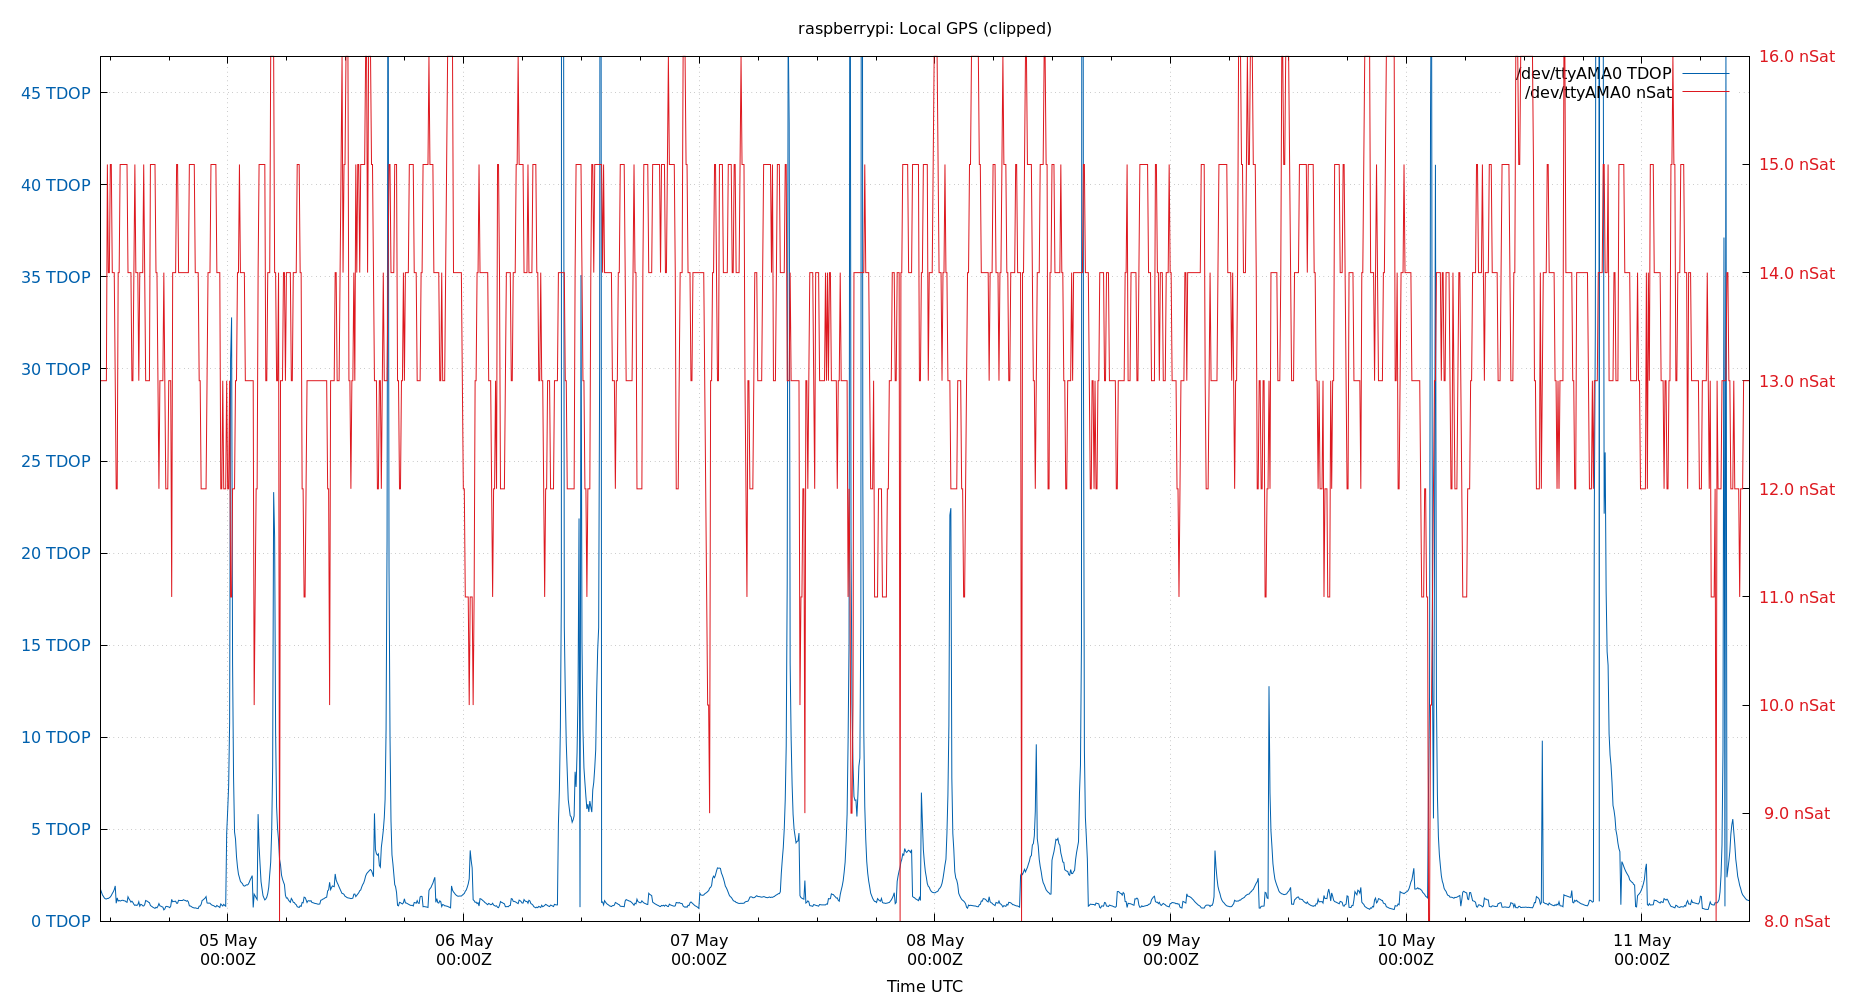 raspberrypi: Local GPS (clipped)
/dev/ttyAMA0 TDOP
/dev/ttyAMA0 nSat
45 TDOP
40 TDOP
35 TDOP
30 TDOP
25 TDOP
20 TDOP
15 TDOP
10 TDOP
5 TDOP
0 TDOP
16.0 nSat
15.0 nSat
14.0 nSat
13.0 nSat
12.0 nSat
11.0 nSat
10.0 nSat
9.0 nSat
8.0 nSat
05 May
00:00Z
06 May
00:00Z
07 May
00:00Z
08 May
00:00Z
09 May
00:00Z
10 May
00:00Z
11 May
00:00Z
Time UTC